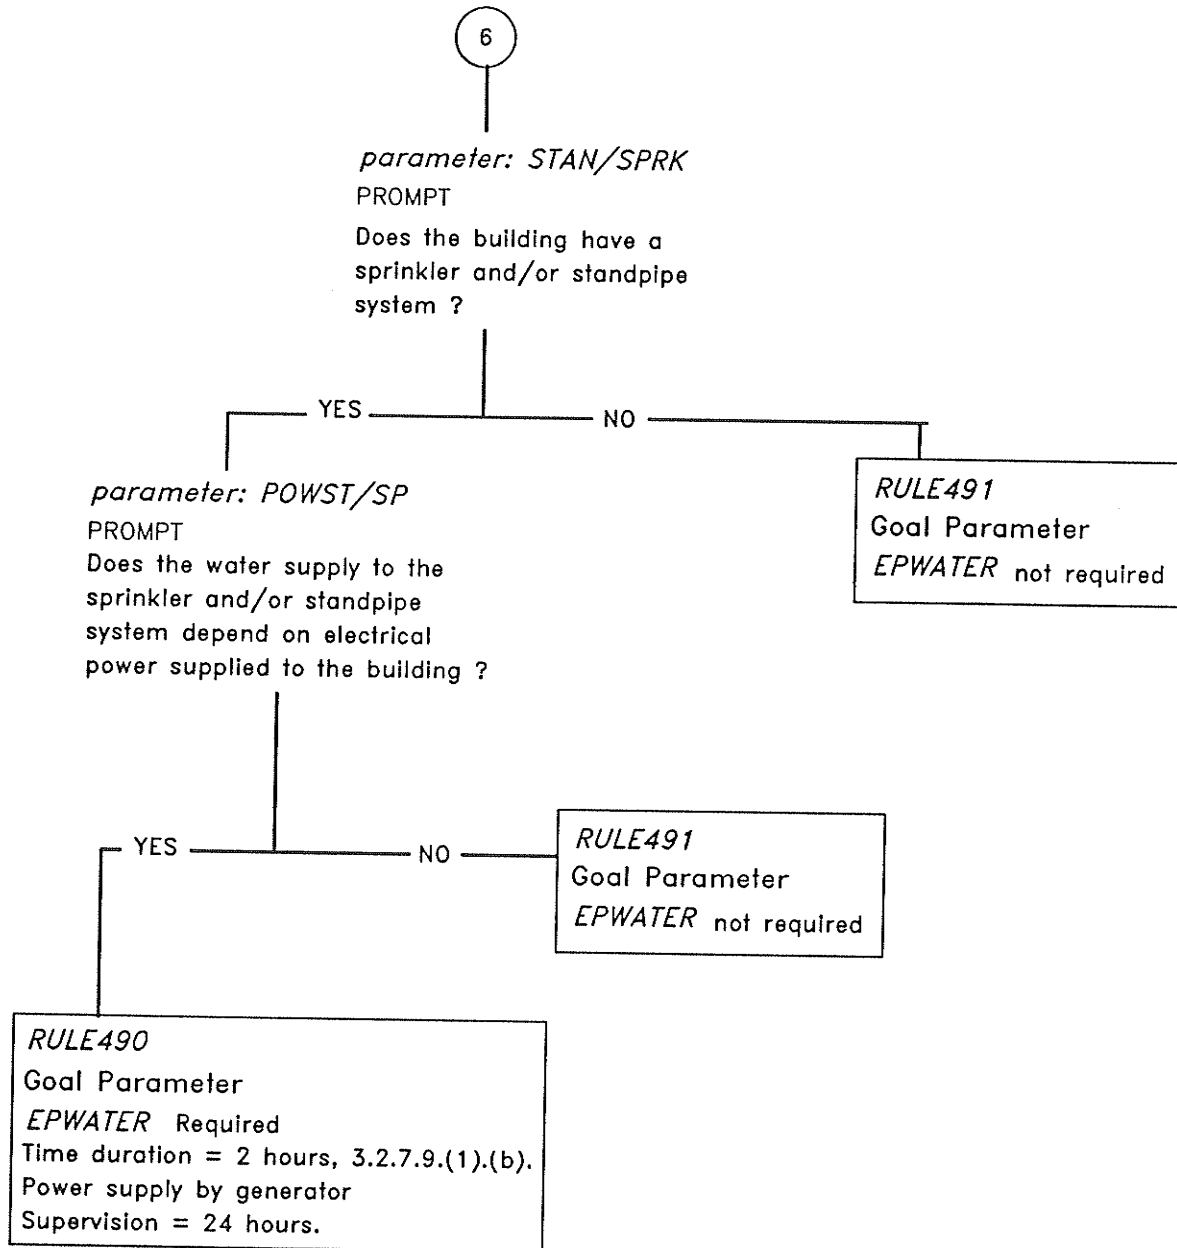 6
parameter: STAN/SPRK
PROMPT
Does the building have a
sprinkler and/or standpipe
system ?
YES
NO
RULE491
Goal Parameter
EPWATER not required
parameter: POWST/SP
PROMPT
Does the water supply to the
sprinkler and/or standpipe
system depend on electrical
power supplied to the building ?
YES
NO
RULE491
Goal Parameter
EPWATER not required
RULE490
Goal Parameter
EPWATER Required
Time duration = 2 hours, 3.2.7.9.(1).(b).
Power supply by generator
Supervision = 24 hours.